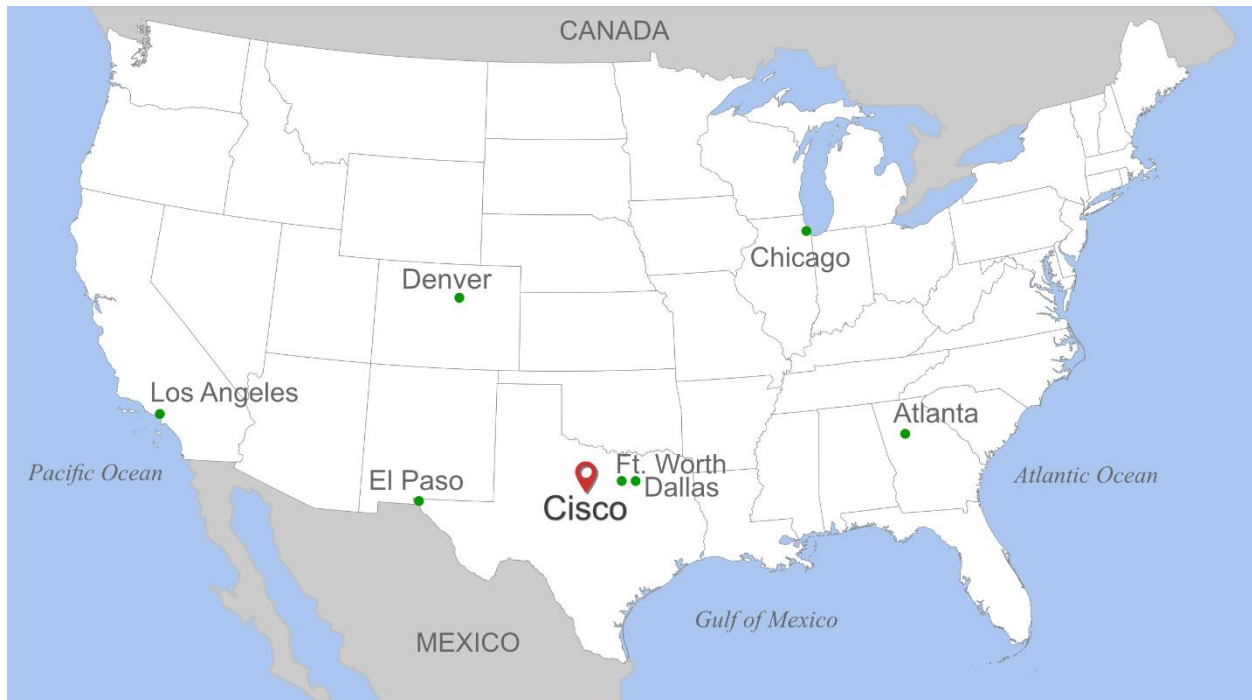 CANADA
Chicago
Denver
Los Angeles
Atlanta
Pacific Ocean
El Paso
Ft. Worth
Dallas
Cisco
Atlantic Ocean
Gulf of Mexico
MEXICO